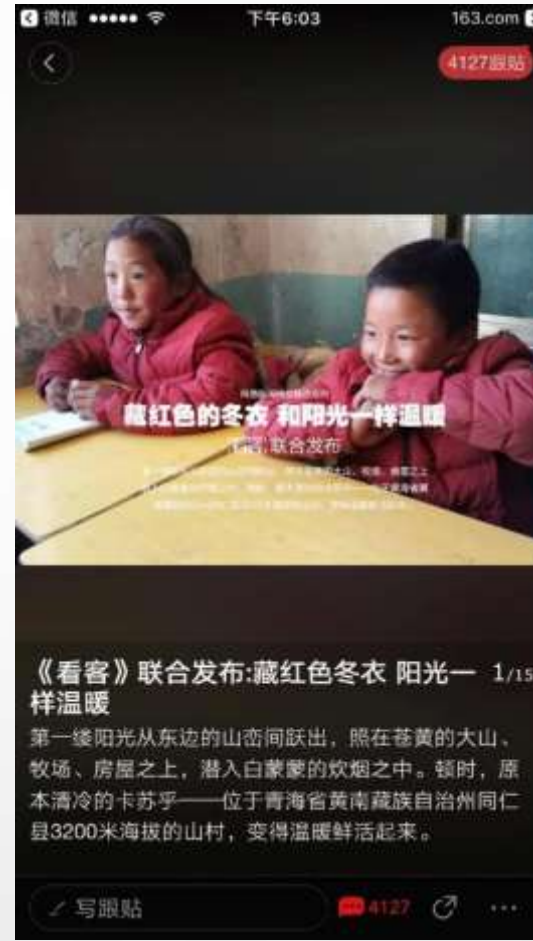 微信
下午6:03
163.com
4127跟贴
藏红色的冬衣 和阳光一样温暖
联合发布
《看客》联合发布:藏红色冬衣 阳光一 1/15
样温暖
第一缕阳光从东边的山峦间跃出，照在苍黄的大山、
牧场、房屋之上，潜入白蒙蒙的炊烟之中。顿时，原
本清冷的卡苏乎——位于青海省黄南藏族自治州同仁
县3200米海拔的山村，变得温暖鲜活起来。
写跟贴
4127